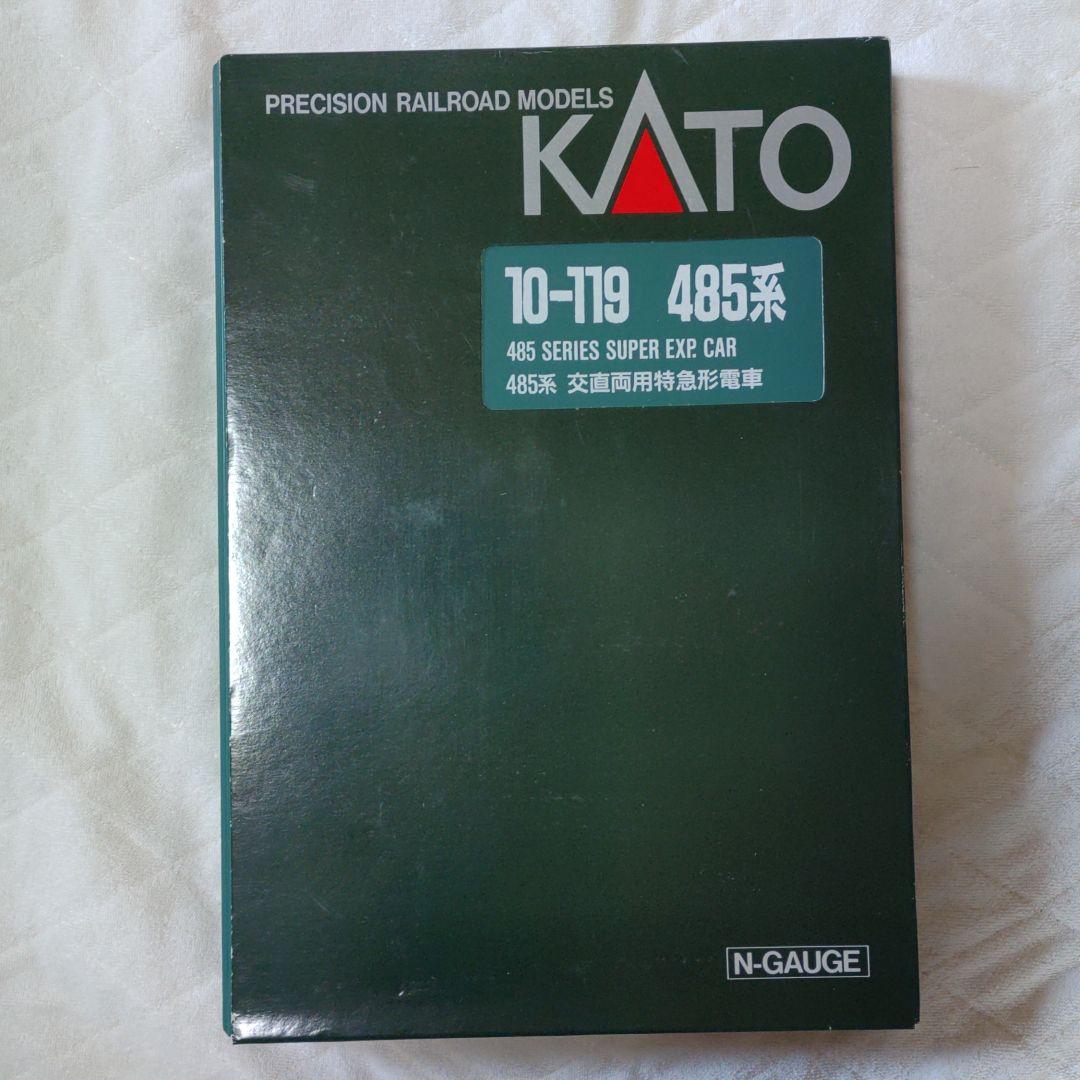 PRECISION RAILROAD MODELS
KATO
10-119 485系
485 SERIES SUPER EXP. CAR
485系 交直両用特急形電車
N-GAUGE